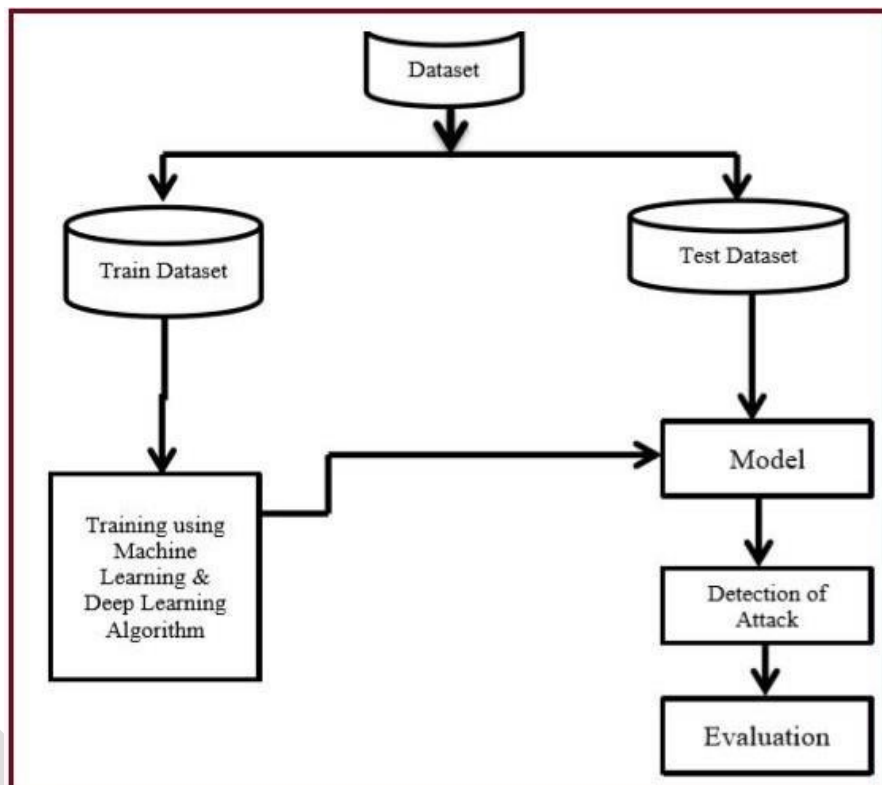 Dataset
Train Dataset
Test Dataset
Training using
Machine
Learning &
Deep Learning
Algorithm
Model
Detection of
Attack
Evaluation